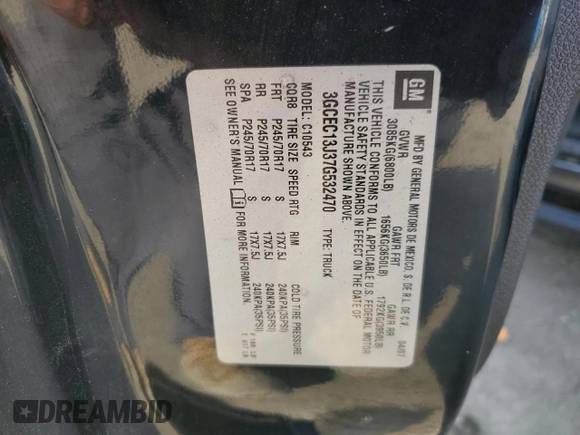 GM
MFD BY GENERAL MOTORS DE MEXICO, S. DE R.L. DE C.V. 04/07
GVWR GAWR FRT GAWR RR
3085KG(6800LB) 1656KG(3650LB) 1792KG(3950LB)
THIS VEHICLE CONFORMS TO ALL APPLICABLE U.S. FEDERAL MOTOR
VEHICLE SAFETY STANDARDS IN EFFECT ON THE DATE OF
MANUFACTURE SHOWN ABOVE.
3GCEC13J37G532470 TYPE: TRUCK
MODEL: C10543
CQR8 TIRE SIZE SPEED RTG RIM COLD TIRE PRESSURE
FRT P245/70R17 S 17X7.5J 240KPA(35PSI)
RR P245/70R17 S 17X7.5J 240KPA(35PSI)
SPA P245/70R17 S 17X7.5J 240KPA(35PSI)
SEE OWNER'S MANUAL FOR MORE INFORMATION.
DREAMBID